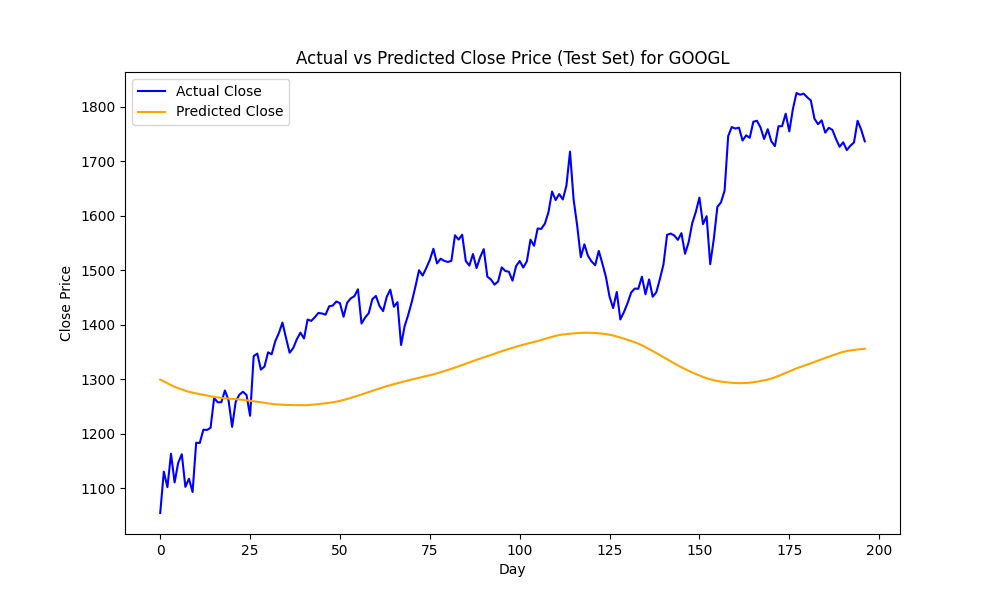 Actual vs Predicted Close Price (Test Set) for GOOGL
Actual Close
Predicted Close
1800
1700
1600
1500
1400
1300
1200
1100
Close Price
0 25 50 75 100 125 150 175 200
Day